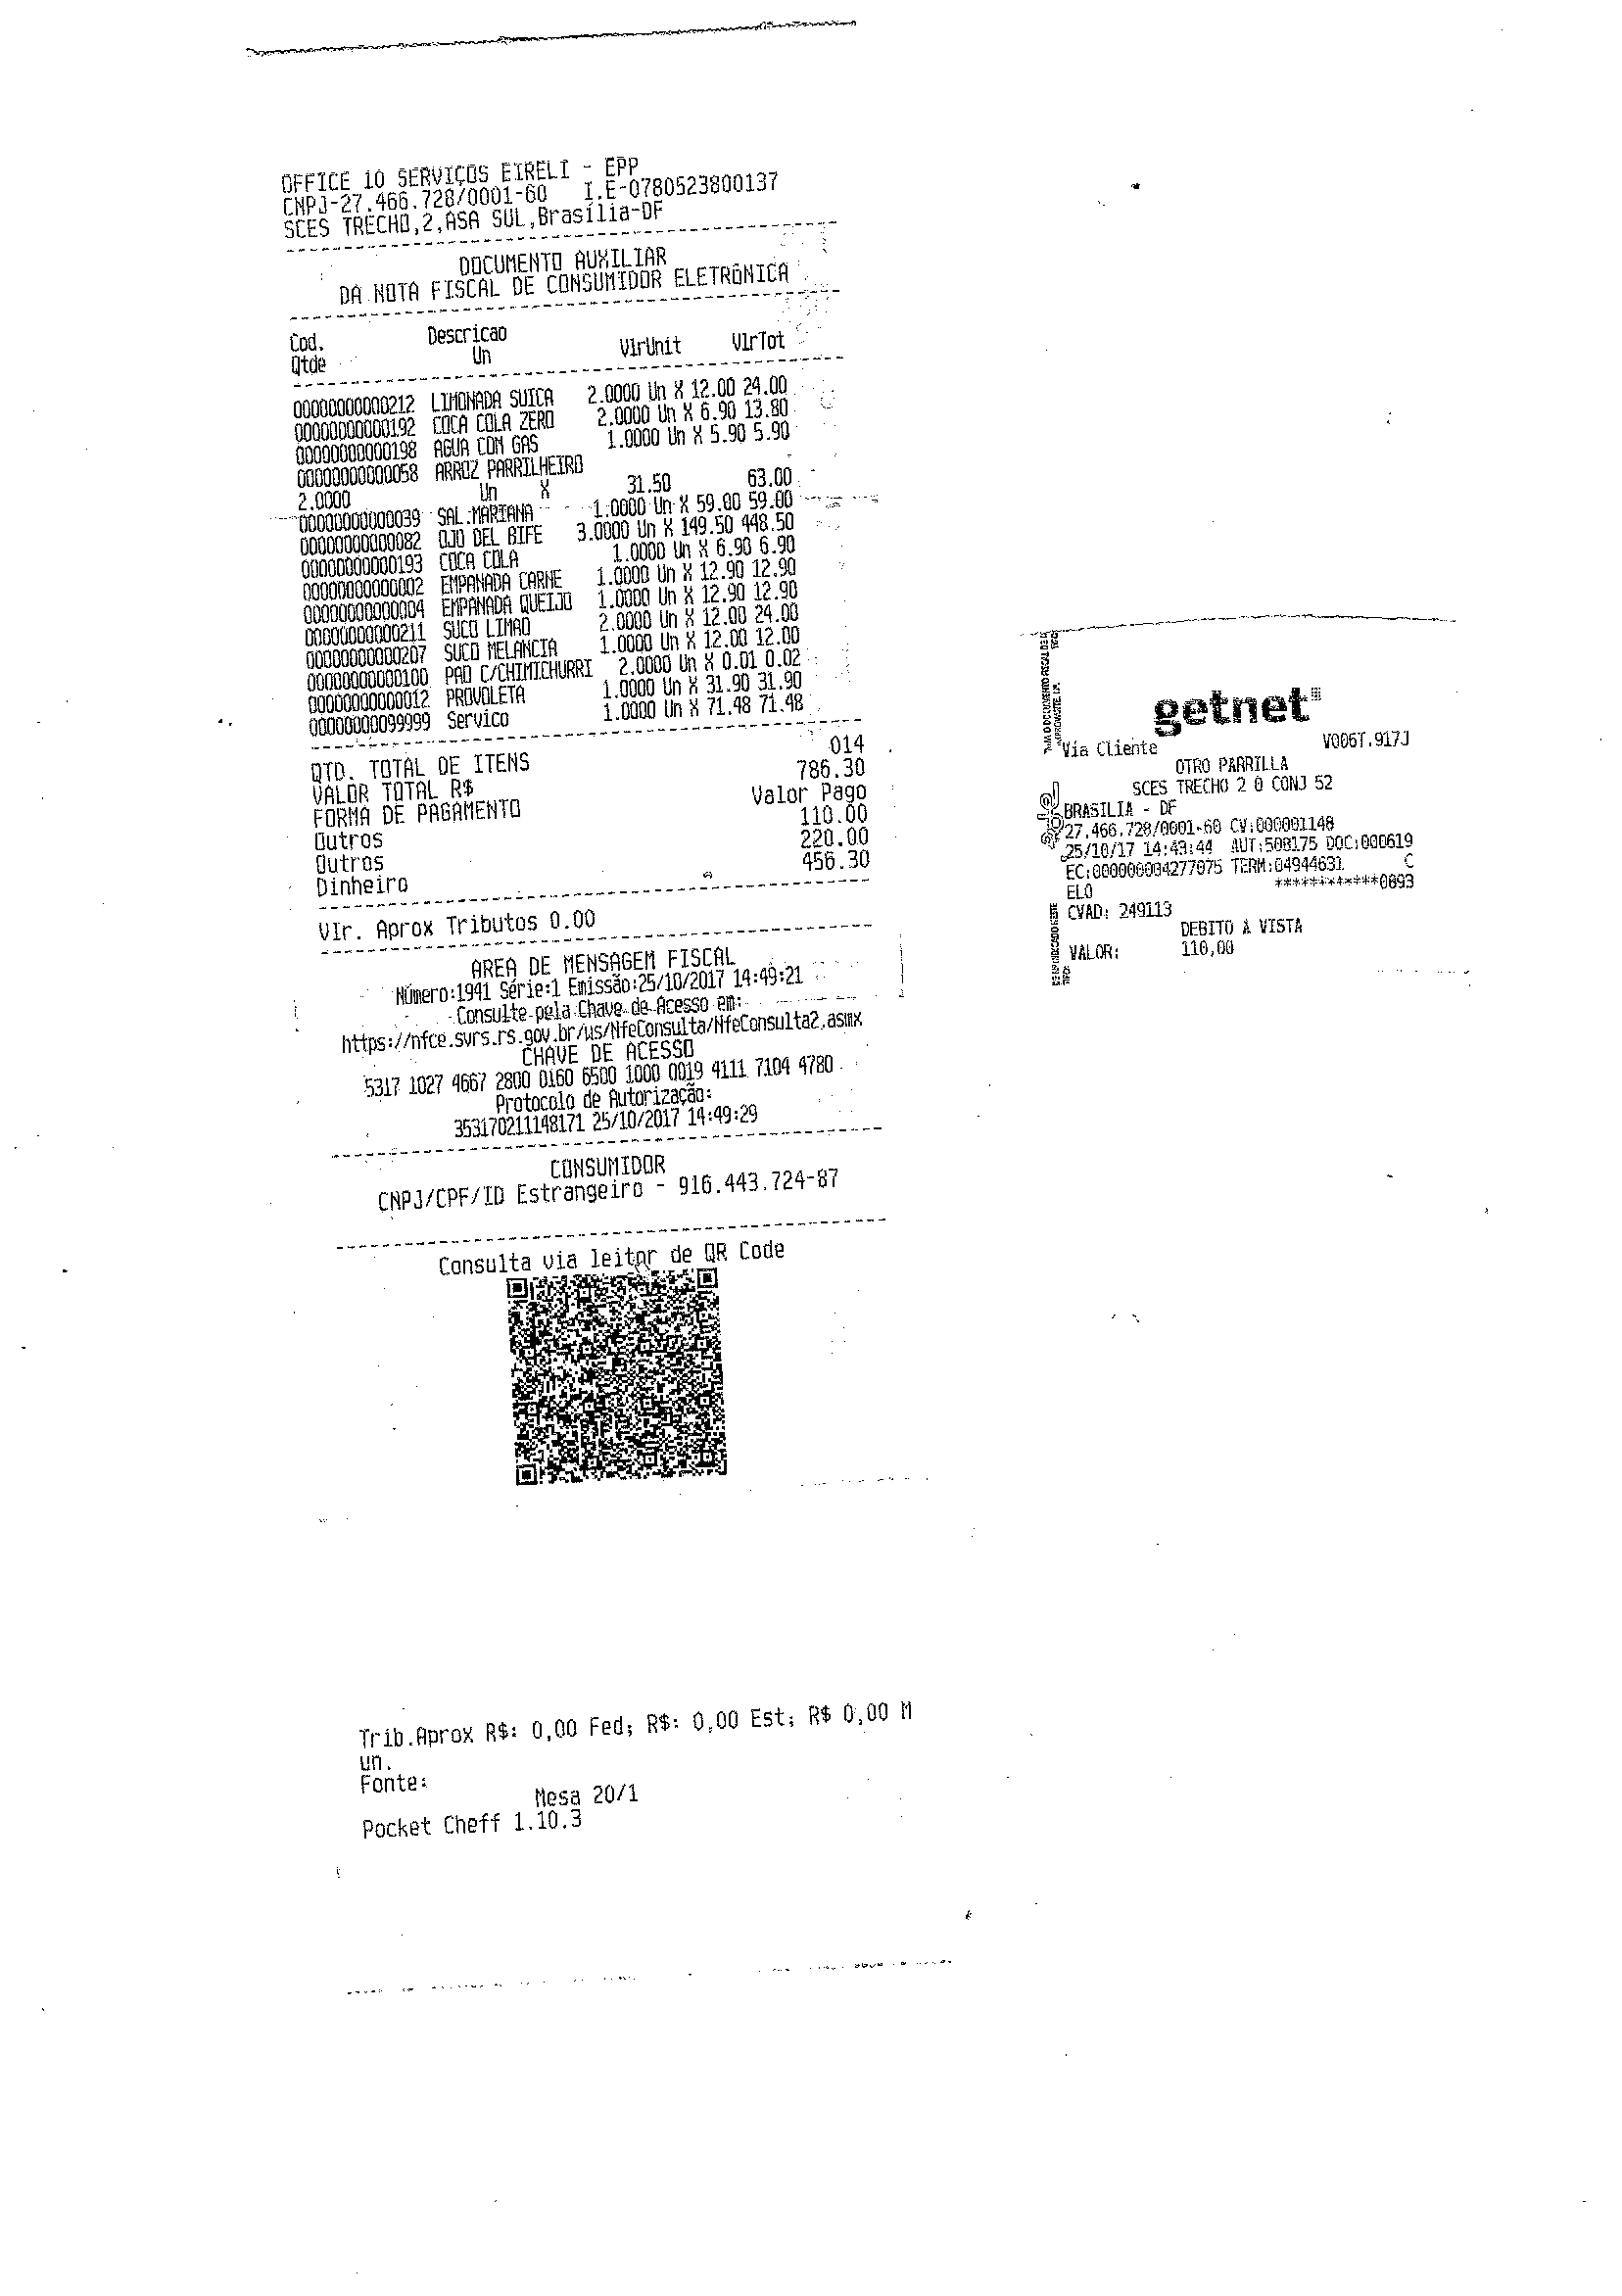 OFFICE 10 SERVIÇOS EIRELI - EPP
CNPJ-27.466.728/0001-60 I.E-0780523800137
SCES TRECHO,2,ASA SUL,Brasília-DF
DOCUMENTO AUXILIAR
DA NOTA FISCAL DE CONSUMIDOR ELETRÔNICA
Cod. Descricao
Qtde Un VlrUnit VlrTot
00000000000212 LIMONADA SUICA 2.0000 Un X 12.00 24.00
00000000000192 COCA COLA ZERO 2.0000 Un X 6.90 13.80
00000000000198 AGUA CON GAS 1.0000 Un X 5.90 5.90
00000000000058 ARROZ PARRILHEIRO
2.0000 Un X 31.50 63.00
00000000000039 SAL.MARIANA 1.0000 Un X 59.00 59.00
00000000000082 OJO DEL BIFE 3.0000 Un X 149.50 448.50
00000000000193 COCA COLA 1.0000 Un X 6.90 6.90
00000000000002 EMPANADA CARNE 1.0000 Un X 12.90 12.90
00000000000004 EMPANADA QUEIJO 1.0000 Un X 12.90 12.90
00000000000211 SUCO LIMAO 2.0000 Un X 12.00 24.00
00000000000207 SUCO MELANCIA 1.0000 Un X 12.00 12.00
00000000000100 PAO C/CHIMICHURRI 2.0000 Un X 0.01 0.02
00000000000012 PROVOLETA 1.0000 Un X 31.90 31.90
00000000099999 Servico 1.0000 Un X 71.48 71.48
QTD. TOTAL DE ITENS 014
VALOR TOTAL R$ 786.30
FORMA DE PAGAMENTO Valor Pago
Outros 110.00
Outros 220.00
Dinheiro 456.30
Vlr. Aprox Tributos 0.00
AREA DE MENSAGEM FISCAL
Número:1941 Série:1 Emissão:25/10/2017 14:49:21
Consulte pela Chave de Acesso em:
https://nfce.svrs.rs.gov.br/ws/NfeConsulta/NfeConsulta2.asmx
CHAVE DE ACESSO
5317 1027 4667 2800 0160 6500 1000 0019 4111 7104 4780
Protocolo de Autorização:
353170211148171 25/10/2017 14:49:29
CONSUMIDOR
CNPJ/CPF/ID Estrangeiro - 916.443.724-87
Consulta via leitor de QR Code
Trib.Aprox R$: 0,00 Fed; R$: 0,00 Est; R$ 0,00 M
un.
Fonte:
Mesa 20/1
Pocket Cheff 1.10.3
getnet
Via Cliente V006T.917J
OTRO PARRILLA
SCES TRECHO 2 0 CONJ 52
BRASILIA - DF
27.466.728/0001-60 CV:000001148
25/10/17 14:43:44 AUT:508175 DOC:000619
EC:000000004277075 TERM:04944631 C
ELO ************0893
CVAD: 249113
DEBITO A VISTA
VALOR: 110,00